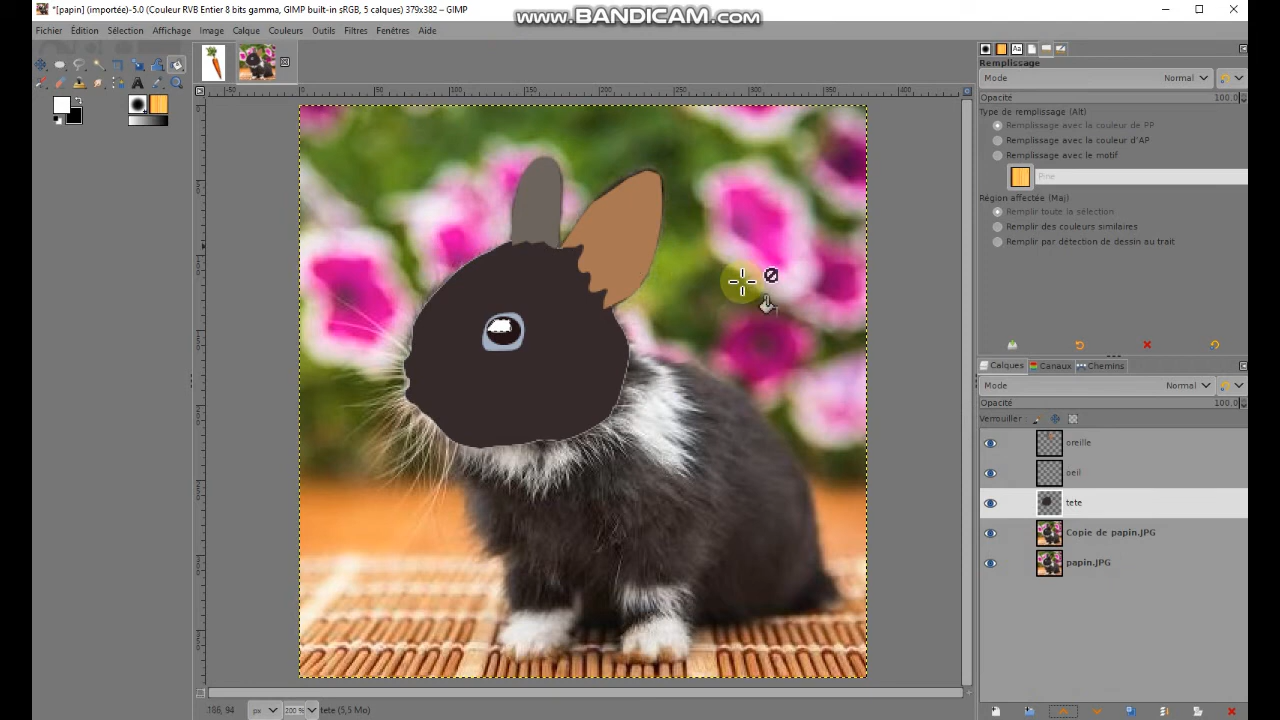 *[papin] (importée)-5.0 (Couleur RVB Entier 8 bits gamma, GIMP built-in sRGB, 5 calques) 379x382 – GIMP
www.BANDICAM.com
Fichier Édition Sélection Affichage Image Calque Couleurs Outils Filtres Fenêtres Aide
Remplissage
Mode Normal
Opacité 100,0
Type de remplissage (Alt)
Remplissage avec la couleur de PP
Remplissage avec la couleur d'AP
Remplissage avec le motif
Pine
Région affectée (Maj)
Remplir toute la sélection
Remplir des couleurs similaires
Remplir par détection de dessin au trait
Calques Canaux Chemins
Mode Normal
Opacité 100,0
Verrouiller :
oreille
oeil
tete
Copie de papin.JPG
papin.JPG
186, 94 px 200 % tete (5,5 Mo)